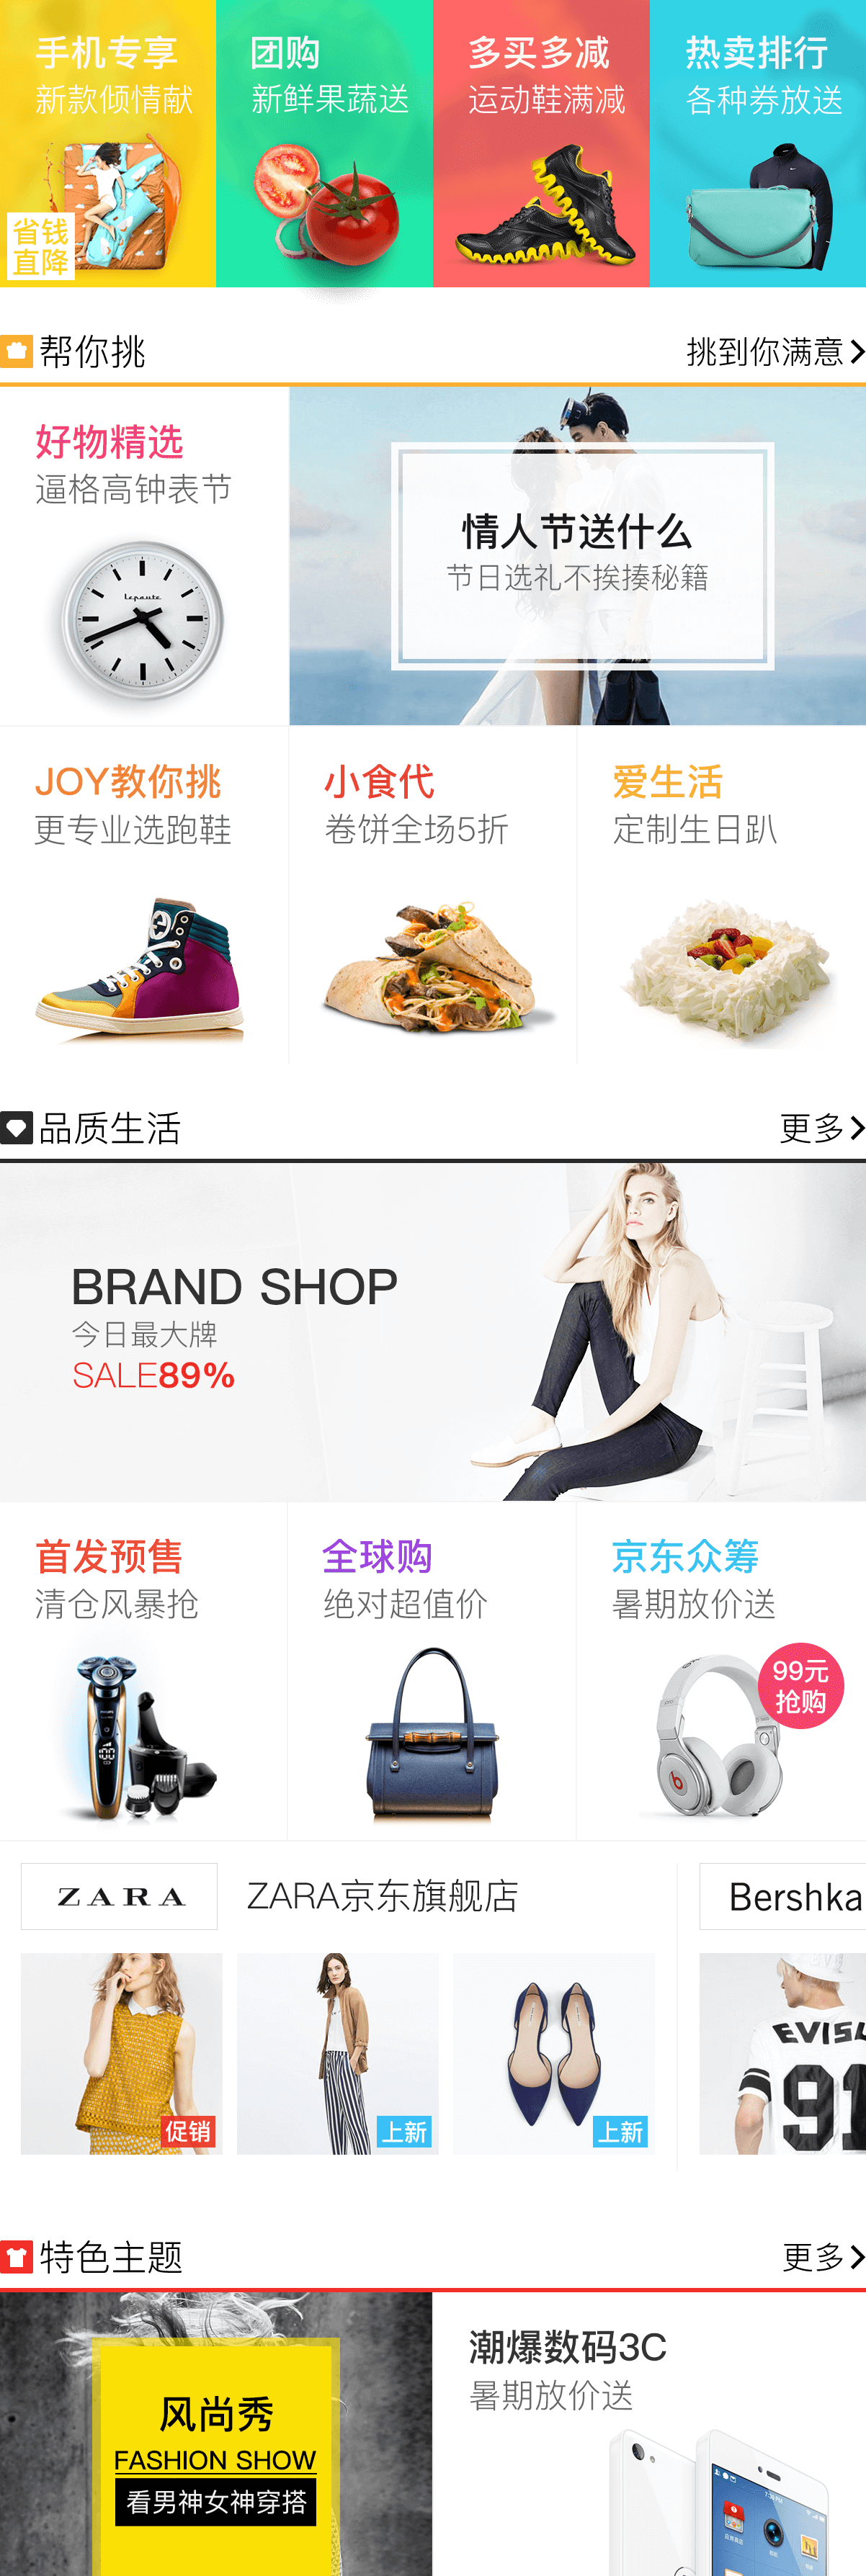 手机专享
新款倾情献
省钱
直降
团购
新鲜果蔬送
多买多减
运动鞋满减
热卖排行
各种券放送
帮你挑
挑到你满意
好物精选
逼格高钟表节
Lepaute
情人节送什么
节日选礼不挨揍秘籍
JOY教你挑
更专业选跑鞋
小食代
卷饼全场5折
爱生活
定制生日趴
品质生活
更多
BRAND SHOP
今日最大牌
SALE89%
首发预售
清仓风暴抢
全球购
绝对超值价
京东众筹
暑期放价送
99元
抢购
100
b
ZARA
ZARA京东旗舰店
Bershka
促销
上新
上新
91
特色主题
更多
风尚秀
FASHION SHOW
看男神女神穿搭
潮爆数码3C
暑期放价送